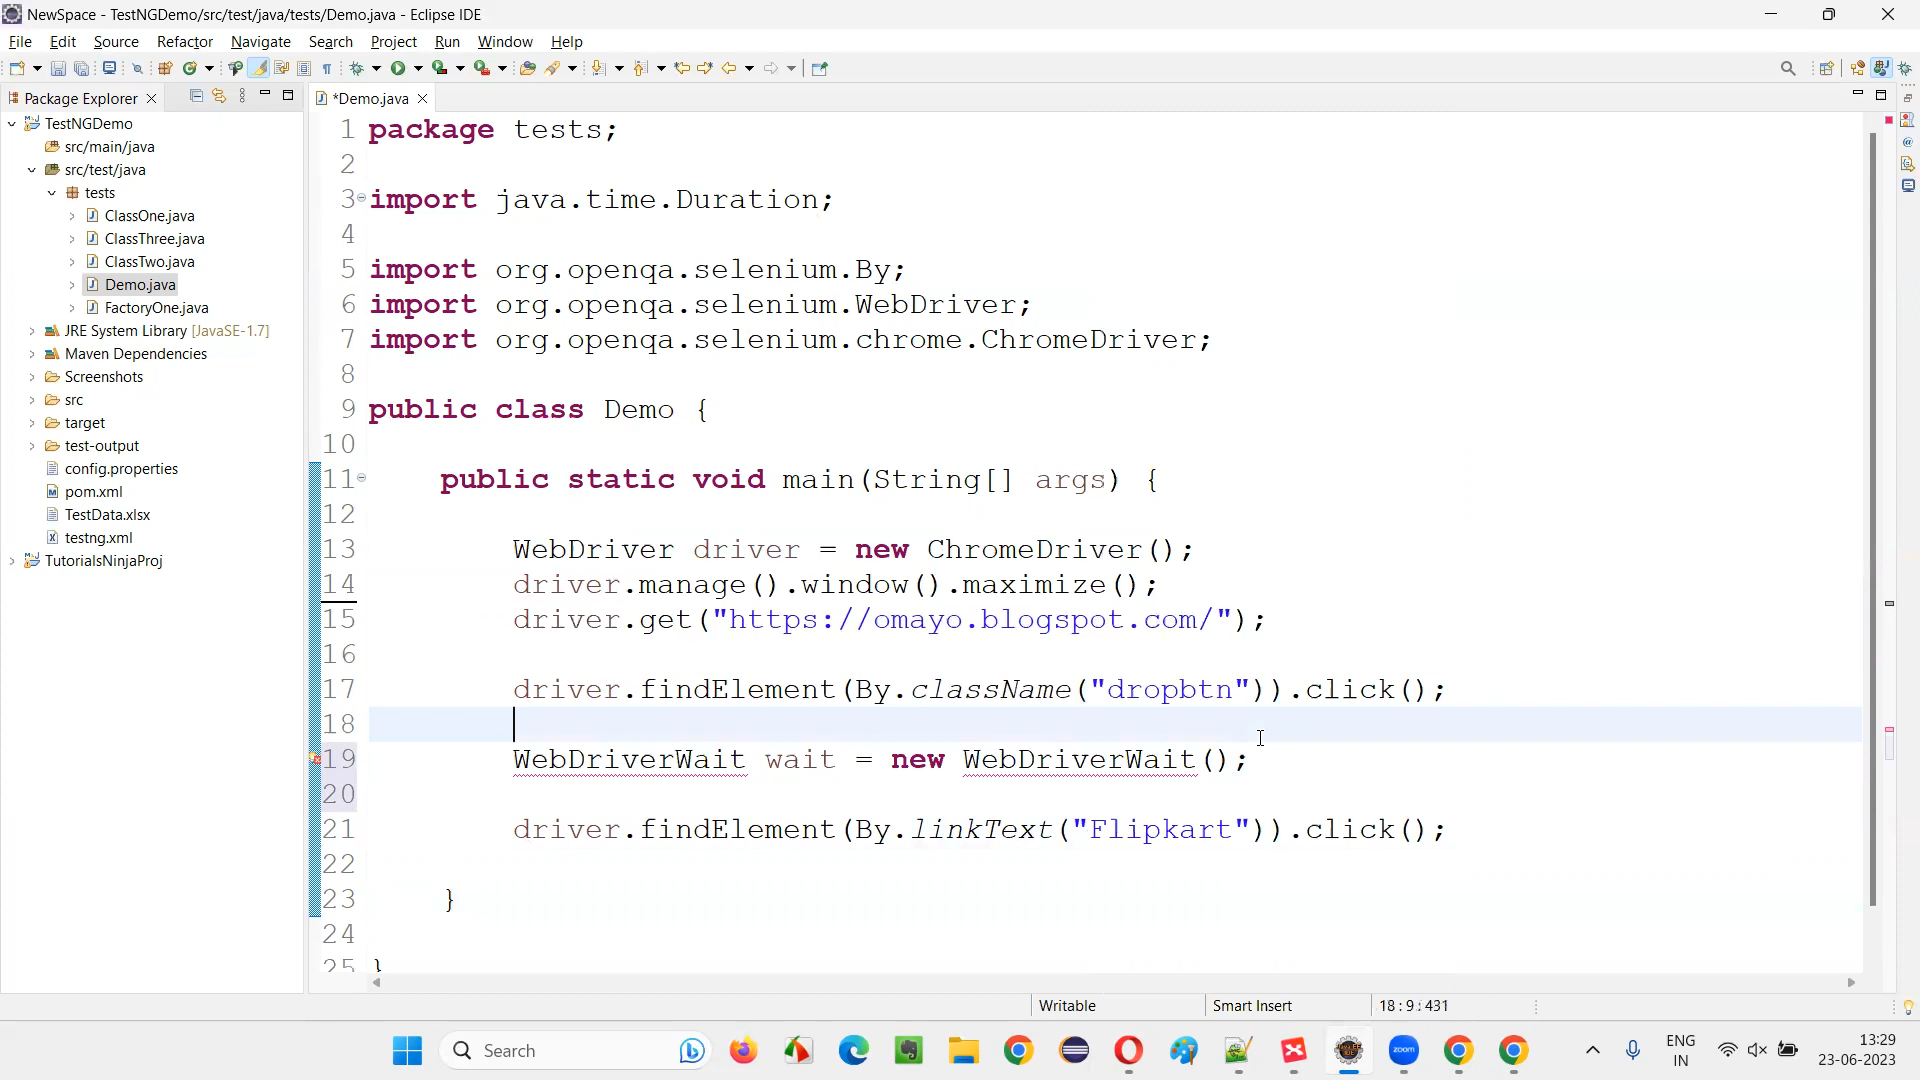 NewSpace - TestNGDemo/src/test/java/tests/Demo.java - Eclipse IDE
File Edit Source Refactor Navigate Search Project Run Window Help
Package Explorer
*Demo.java
TestNGDemo
src/main/java
src/test/java
tests
ClassOne.java
ClassThree.java
ClassTwo.java
Demo.java
FactoryOne.java
JRE System Library [JavaSE-1.7]
Maven Dependencies
Screenshots
src
target
test-output
config.properties
pom.xml
TestData.xlsx
testng.xml
TutorialsNinjaProj
1 package tests;
2
3 import java.time.Duration;
4
5 import org.openqa.selenium.By;
6 import org.openqa.selenium.WebDriver;
7 import org.openqa.selenium.chrome.ChromeDriver;
8
9 public class Demo {
10
11 public static void main(String[] args) {
12
13 WebDriver driver = new ChromeDriver();
14 driver.manage().window().maximize();
15 driver.get("https://omayo.blogspot.com/");
16
17 driver.findElement(By.className("dropbtn")).click();
18
19 WebDriverWait wait = new WebDriverWait();
20
21 driver.findElement(By.linkText("Flipkart")).click();
22
23 }
24
25 }
Writable Smart Insert 18 : 9 : 431
Search
zoom
ENG
IN
13:29
23-06-2023